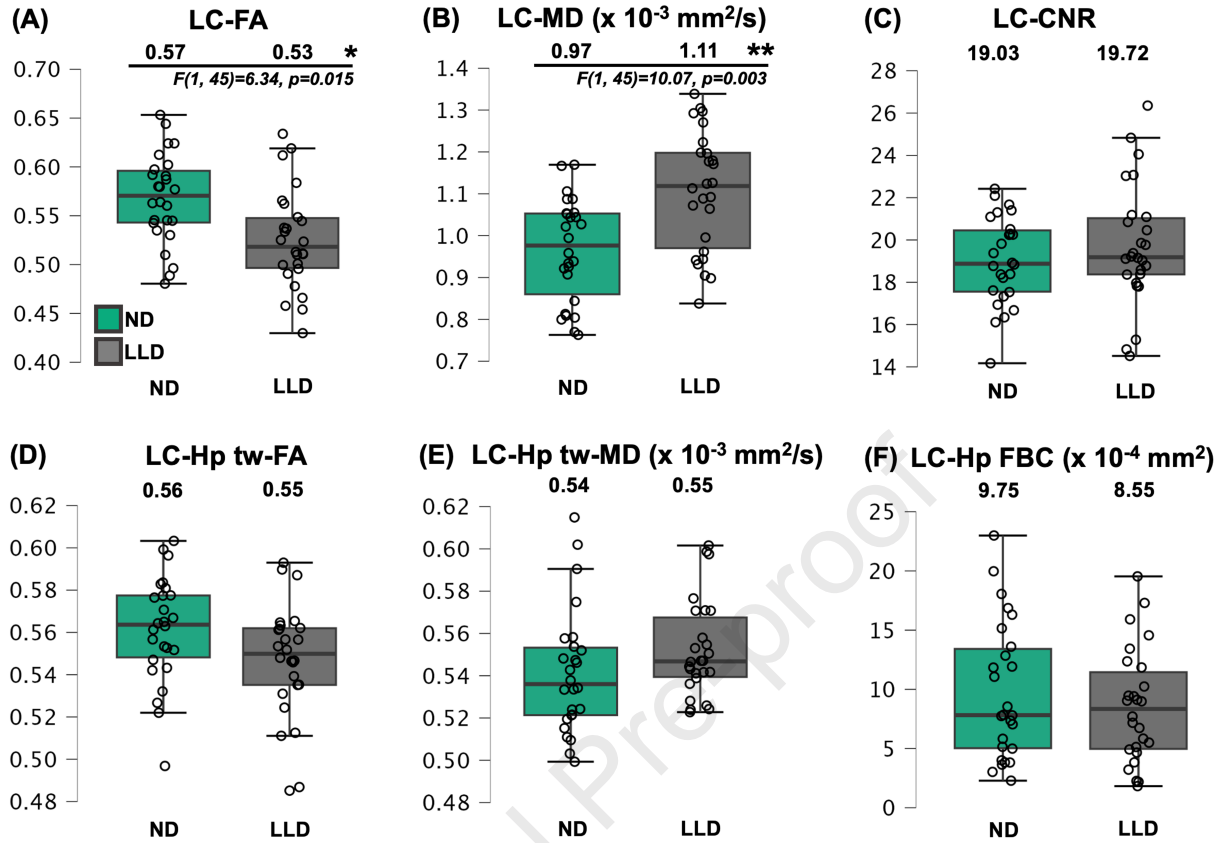 (A) LC-FA
0.57 0.53 *
F(1, 45)=6.34, p=0.015
0.70
0.65
0.60
0.55
0.50
0.45
0.40
ND
LLD
ND LLD
(B) LC-MD (x 10⁻³ mm²/s)
0.97 1.11 **
F(1, 45)=10.07, p=0.003
1.4
1.3
1.2
1.1
1.0
0.9
0.8
0.7
ND LLD
(C) LC-CNR
19.03 19.72
28
26
24
22
20
18
16
14
ND LLD
(D) LC-Hp tw-FA
0.56 0.55
0.62
0.60
0.58
0.56
0.54
0.52
0.50
0.48
ND LLD
(E) LC-Hp tw-MD (x 10⁻³ mm²/s)
0.54 0.55
0.62
0.60
0.58
0.56
0.54
0.52
0.50
0.48
ND LLD
(F) LC-Hp FBC (x 10⁻⁴ mm²)
9.75 8.55
25
20
15
10
5
0
ND LLD
Pre-proof